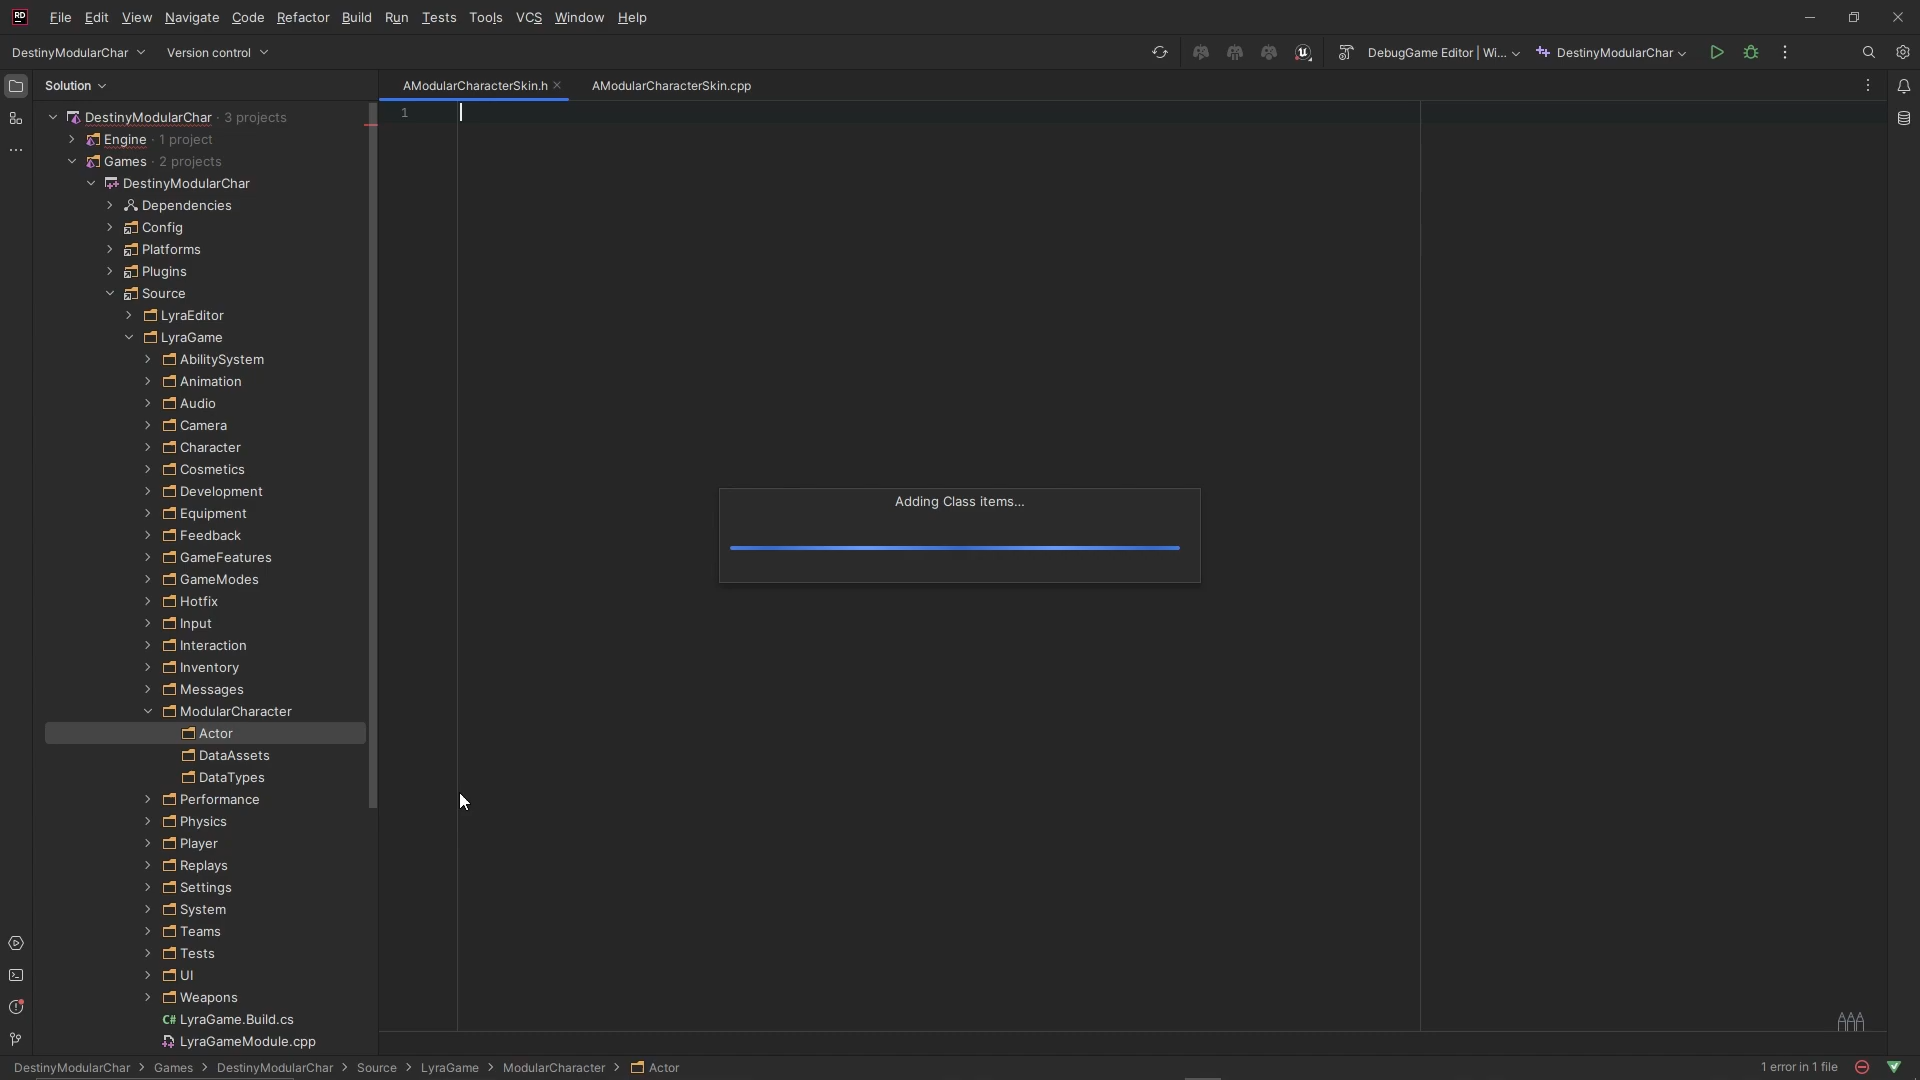 RD File Edit View Navigate Code Refactor Build Run Tests Tools VCS Window Help
DestinyModularChar Version control DebugGame Editor | Wi... DestinyModularChar
Solution AModularCharacterSkin.h AModularCharacterSkin.cpp
DestinyModularChar · 3 projects 1
Engine · 1 project
Games · 2 projects
DestinyModularChar
Dependencies
Config
Platforms
Plugins
Source
LyraEditor
LyraGame
AbilitySystem
Animation
Audio
Camera
Character
Cosmetics
Development
Equipment
Feedback
GameFeatures
GameModes
Hotfix
Input
Interaction
Inventory
Messages
ModularCharacter
Actor
DataAssets
DataTypes
Performance
Physics
Player
Replays
Settings
System
Teams
Tests
UI
Weapons
C# LyraGame.Build.cs
LyraGameModule.cpp
Adding Class items...
DestinyModularChar > Games > DestinyModularChar > Source > LyraGame > ModularCharacter > Actor 1 error in 1 file